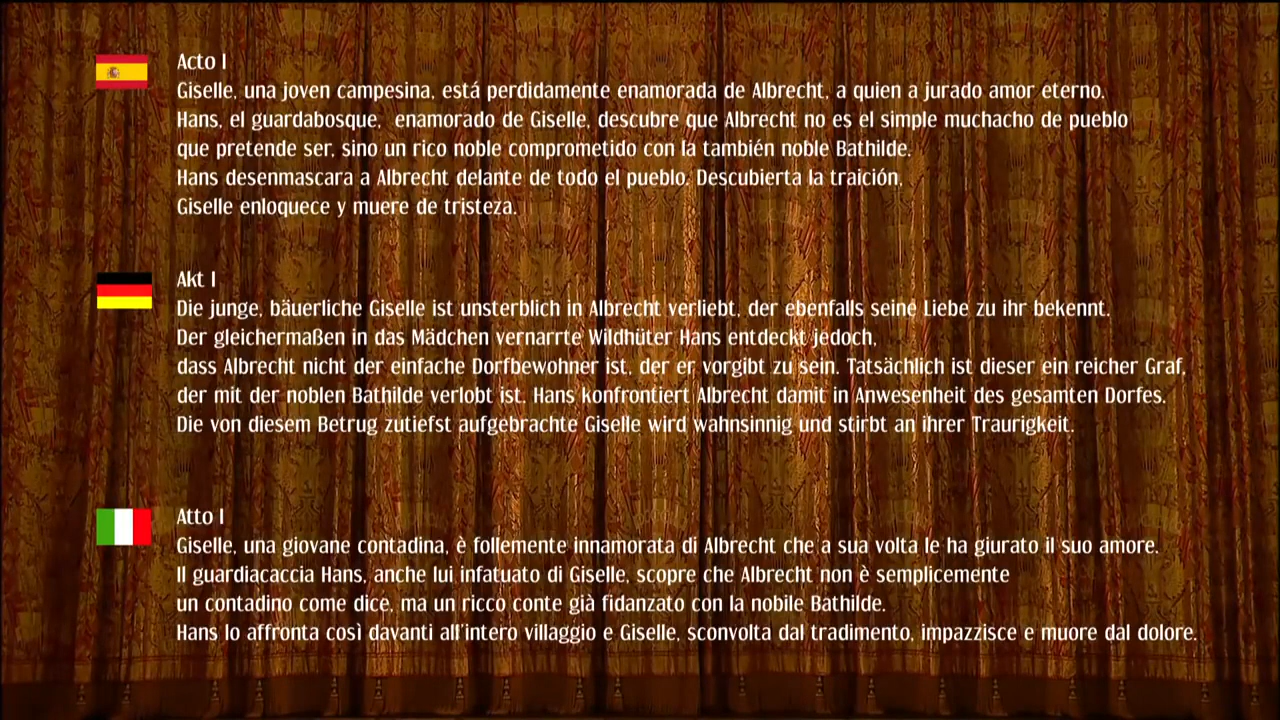 Acto I
Giselle, una joven campesina, está perdidamente enamorada de Albrecht, a quien a jurado amor eterno.
Hans, el guardabosque,  enamorado de Giselle, descubre que Albrecht no es el simple muchacho de pueblo
que pretende ser, sino un rico noble comprometido con la también noble Bathilde.
Hans desenmascara a Albrecht delante de todo el pueblo. Descubierta la traición,
Giselle enloquece y muere de tristeza.
Akt I
Die junge, bäuerliche Giselle ist unsterblich in Albrecht verliebt, der ebenfalls seine Liebe zu ihr bekennt.
Der gleichermaßen in das Mädchen vernarrte Wildhüter Hans entdeckt jedoch,
dass Albrecht nicht der einfache Dorfbewohner ist, der er vorgibt zu sein. Tatsächlich ist dieser ein reicher Graf,
der mit der noblen Bathilde verlobt ist. Hans konfrontiert Albrecht damit in Anwesenheit des gesamten Dorfes.
Die von diesem Betrug zutiefst aufgebrachte Giselle wird wahnsinnig und stirbt an ihrer Traurigkeit.
Atto I
Giselle, una giovane contadina, è follemente innamorata di Albrecht che a sua volta le ha giurato il suo amore.
Il guardiacaccia Hans, anche lui infatuato di Giselle, scopre che Albrecht non è semplicemente
un contadino come dice, ma un ricco conte già fidanzato con la nobile Bathilde.
Hans lo affronta così davanti all'intero villaggio e Giselle, sconvolta dal tradimento, impazzisce e muore dal dolore.